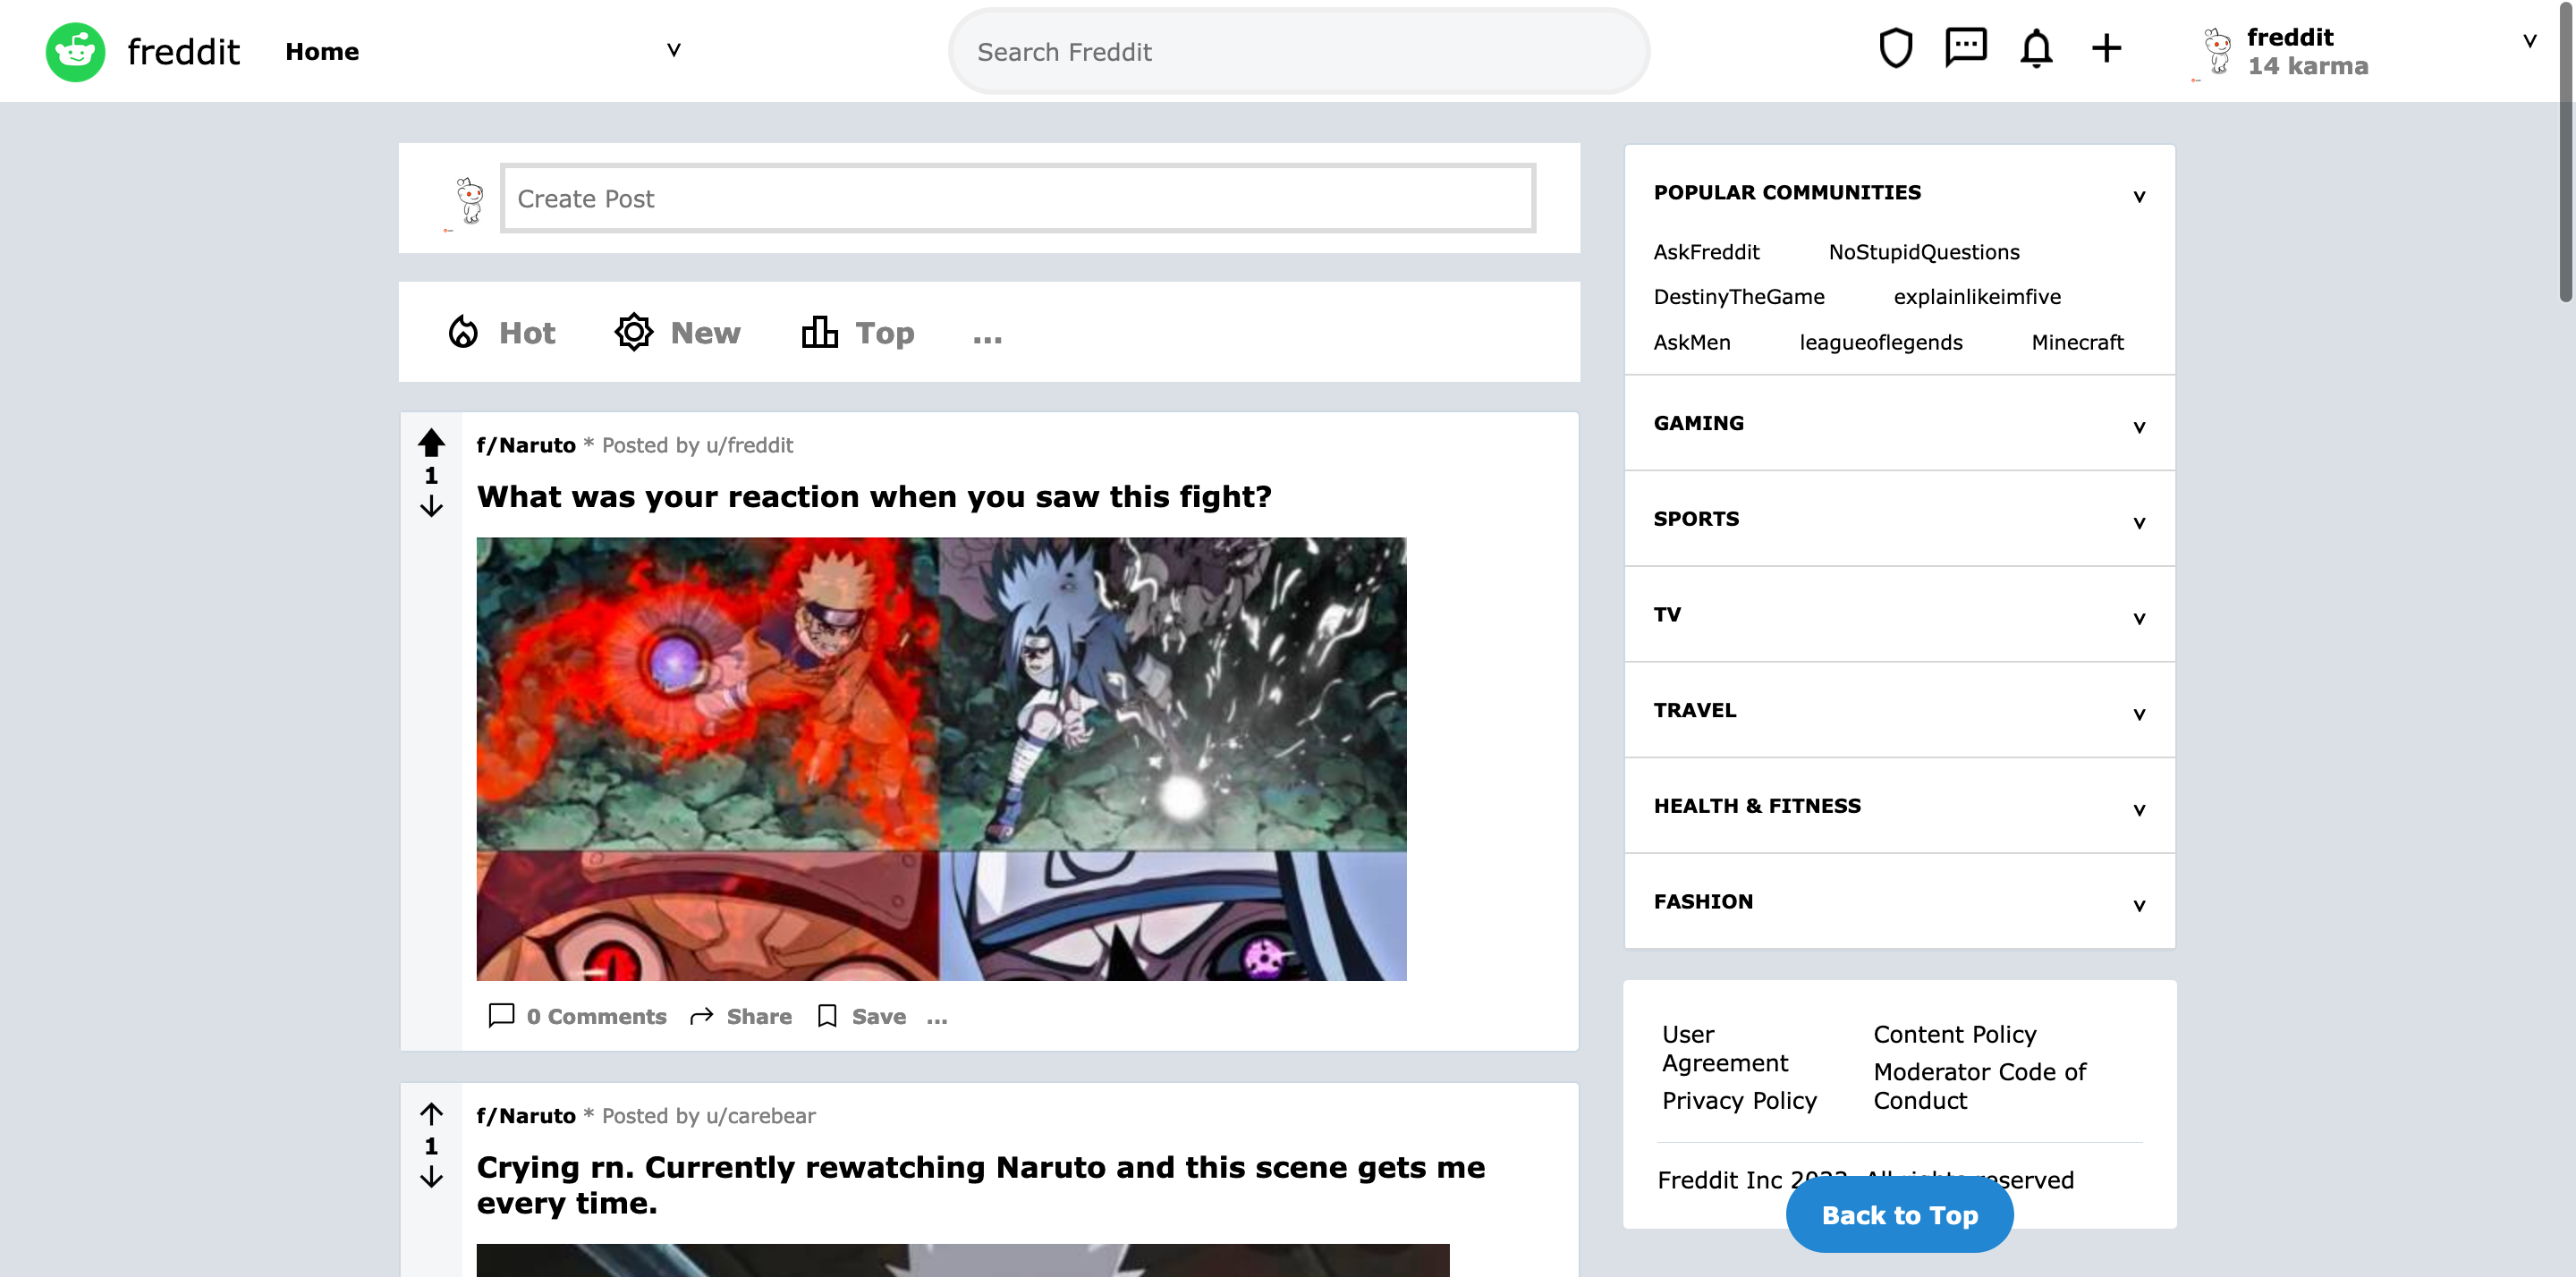 freddit
Home
v
Search Freddit
freddit
14 karma
v
Create Post
Hot
New
Top
...
f/Naruto * Posted by u/freddit
1
What was your reaction when you saw this fight?
0 Comments
Share
Save
...
f/Naruto * Posted by u/carebear
1
Crying rn. Currently rewatching Naruto and this scene gets me
every time.
POPULAR COMMUNITIES
v
AskFreddit NoStupidQuestions
DestinyTheGame explainlikeimfive
AskMen leagueoflegends Minecraft
GAMING
v
SPORTS
v
TV
v
TRAVEL
v
HEALTH & FITNESS
v
FASHION
v
User
Agreement
Privacy Policy
Content Policy
Moderator Code of
Conduct
Freddit Inc
Back to Top